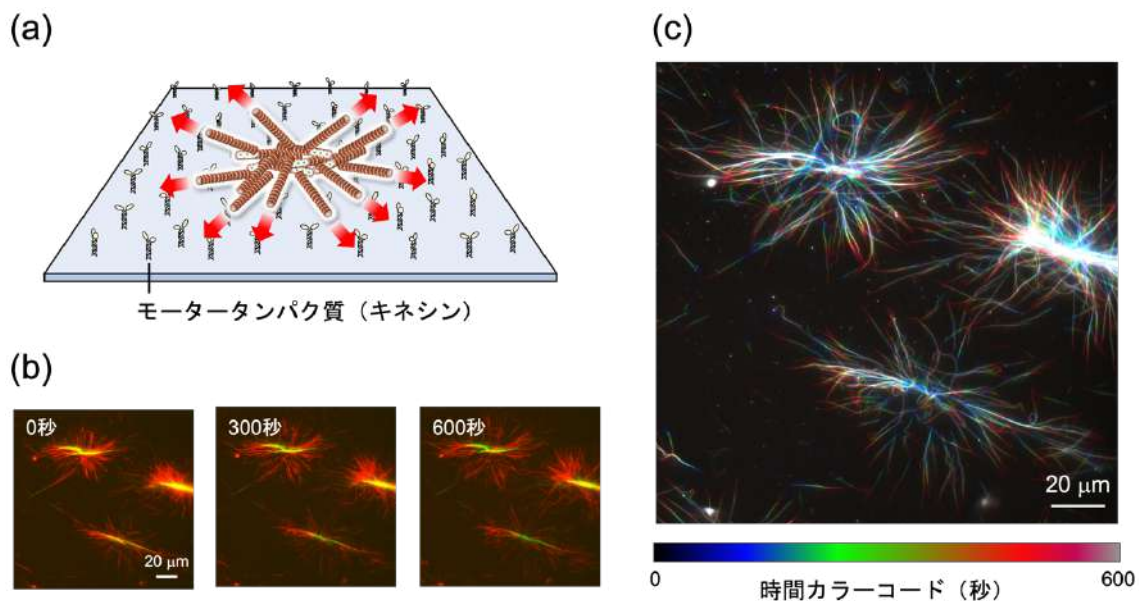 (a)
モータータンパク質（キネシン）
(b)
0秒
20 μm
300秒
600秒
(c)
20 μm
0
600
時間カラーコード（秒）